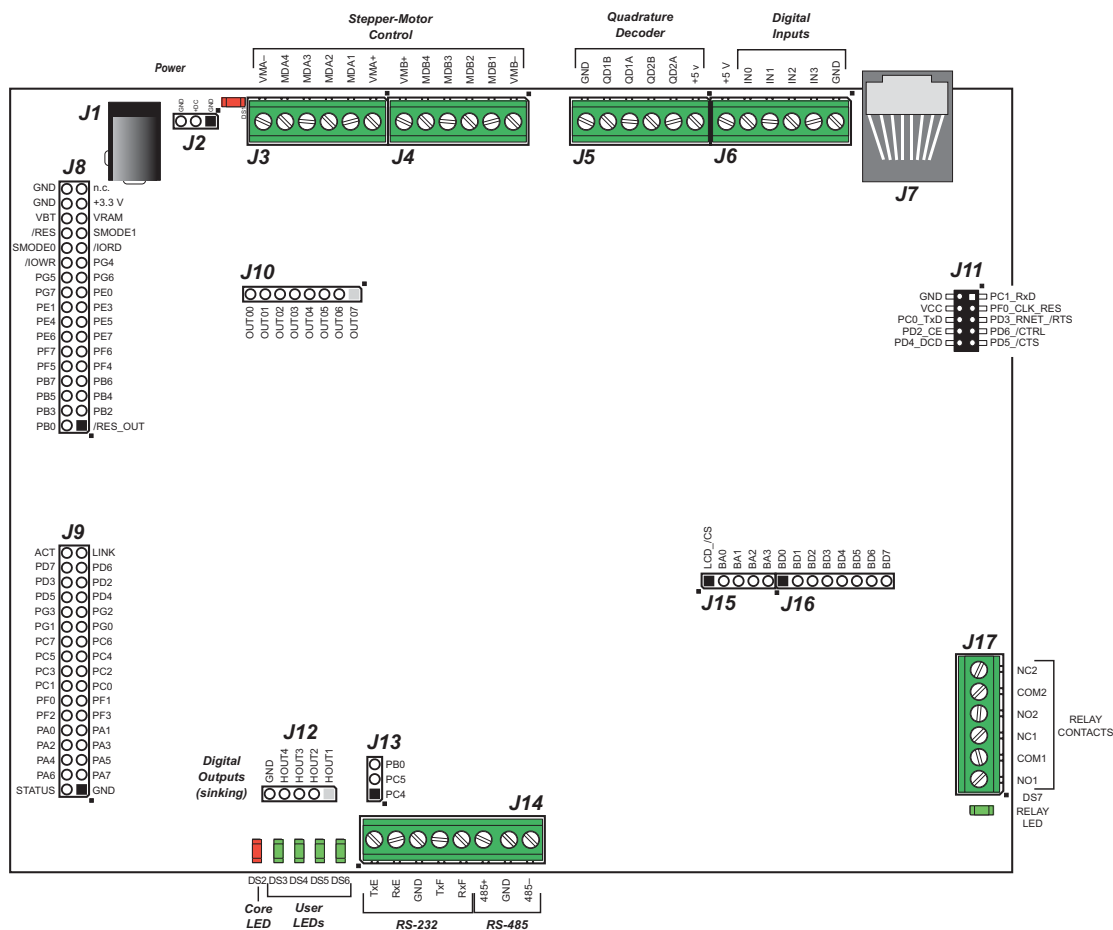 Stepper-Motor
Control
Quadrature
Decoder
Digital
Inputs
Power
VMA–
MDA4
MDA3
MDA2
MDA1
VMA+
VMB+
MDB4
MDB3
MDB2
MDB1
VMB–
GND
QD1B
QD1A
QD2B
QD2A
+5 v
+5 V
IN0
IN1
IN2
IN3
GND
J1
GND
+DC
GND
J2
J3
J4
J5
J6
J7
J8
GND n.c.
GND +3.3 V
VBT VRAM
/RES SMODE1
SMODE0 /IORD
/IOWR PG4
PG5 PG6
PG7 PE0
PE1 PE3
PE4 PE5
PE6 PE7
PF7 PF6
PF5 PF4
PB7 PB6
PB5 PB4
PB3 PB2
PB0 /RES_OUT
J10
OUT00
OUT01
OUT02
OUT03
OUT04
OUT05
OUT06
OUT07
J11
GND PC1_RxD
VCC PF0_CLK_RES
PC0_TxD PD3_RNET_/RTS
PD2_CE PD6_/CTRL
PD4_DCD PD5_/CTS
J9
ACT LINK
PD7 PD6
PD3 PD2
PD5 PD4
PG3 PG2
PG1 PG0
PC7 PC6
PC5 PC4
PC3 PC2
PC1 PC0
PF0 PF1
PF2 PF3
PA0 PA1
PA2 PA3
PA4 PA5
PA6 PA7
STATUS GND
LCD_/CS
BA0
BA1
BA2
BA3
BD0
BD1
BD2
BD3
BD4
BD5
BD6
BD7
J15
J16
J17
NC2
COM2
NO2
NC1
COM1
NO1
RELAY
CONTACTS
DS7
RELAY
LED
J12
Digital
Outputs
(sinking)
GND
HOUT4
HOUT3
HOUT2
HOUT1
J13
PB0
PC5
PC4
J14
DS2 DS3 DS4 DS5 DS6
Core
LED
User
LEDs
TxE
RxE
GND
TxF
RxF
485+
GND
485–
RS-232
RS-485